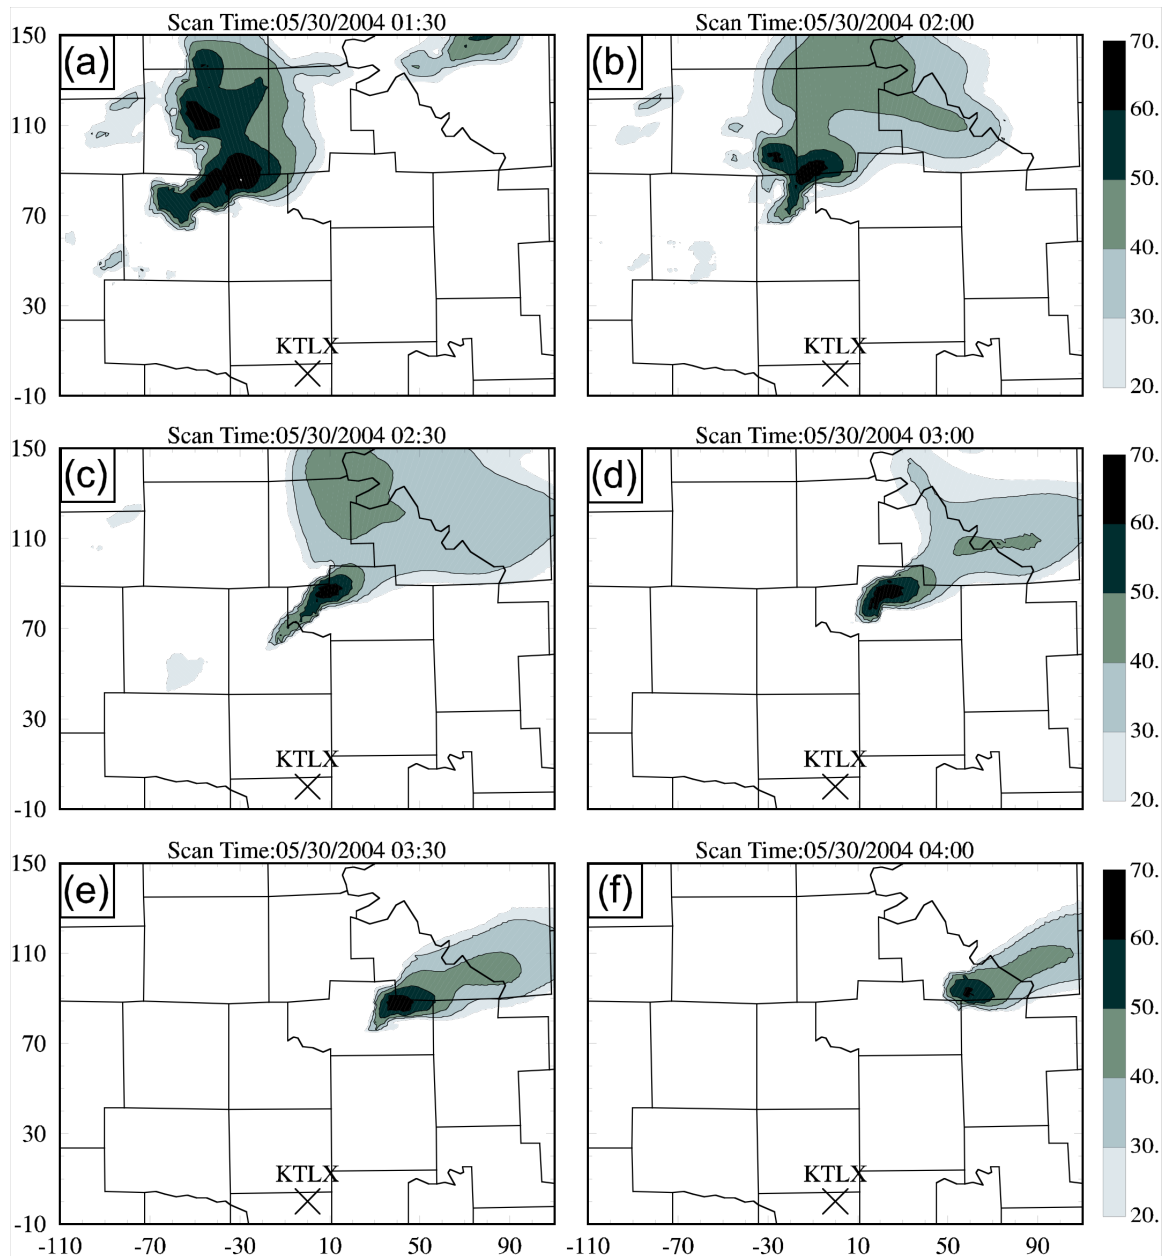 Scan Time:05/30/2004 01:30
Scan Time:05/30/2004 02:00
(a)
(b)
150
110
70
30
-10
KTLX
KTLX
70.
60.
50.
40.
30.
20.
Scan Time:05/30/2004 02:30
Scan Time:05/30/2004 03:00
(c)
(d)
150
110
70
30
-10
KTLX
KTLX
70.
60.
50.
40.
30.
20.
Scan Time:05/30/2004 03:30
Scan Time:05/30/2004 04:00
(e)
(f)
150
110
70
30
-10
KTLX
KTLX
70.
60.
50.
40.
30.
20.
-110 -70 -30 10 50 90
-110 -70 -30 10 50 90